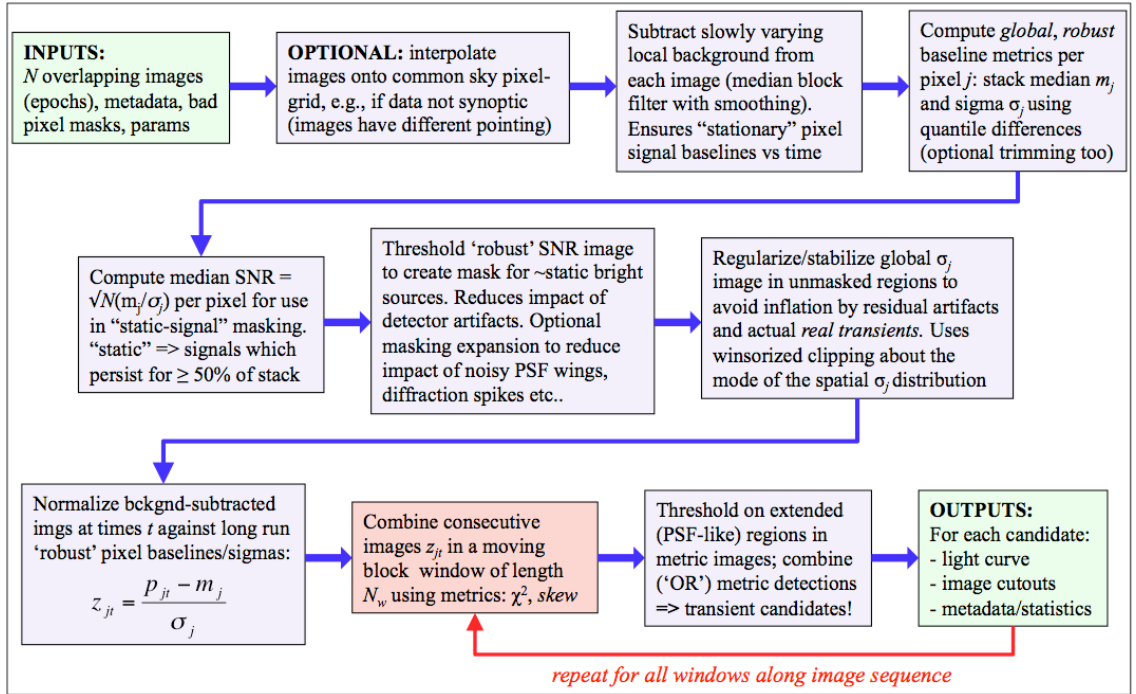 INPUTS:
N overlapping images
(epochs), metadata, bad
pixel masks, params
OPTIONAL: interpolate
images onto common sky pixel-
grid, e.g., if data not synoptic
(images have different pointing)
Subtract slowly varying
local background from
each image (median block
filter with smoothing).
Ensures “stationary” pixel
signal baselines vs time
Compute global, robust
baseline metrics per
pixel j: stack median mj
and sigma σj using
quantile differences
(optional trimming too)
Compute median SNR =
√N(mj/σj) per pixel for use
in “static-signal” masking.
“static” => signals which
persist for ≥ 50% of stack
Threshold ‘robust’ SNR image
to create mask for ~static bright
sources. Reduces impact of
detector artifacts. Optional
masking expansion to reduce
impact of noisy PSF wings,
diffraction spikes etc..
Regularize/stabilize global σj
image in unmasked regions to
avoid inflation by residual artifacts
and actual real transients. Uses
winsorized clipping about the
mode of the spatial σj distribution
Normalize bckgnd-subtracted
imgs at times t against long run
‘robust’ pixel baselines/sigmas:
zjt = (pjt − mj) / σj
Combine consecutive
images zjt in a moving
block window of length
Nw using metrics: χ², skew
Threshold on extended
(PSF-like) regions in
metric images; combine
(‘OR’) metric detections
=> transient candidates!
OUTPUTS:
For each candidate:
- light curve
- image cutouts
- metadata/statistics
repeat for all windows along image sequence